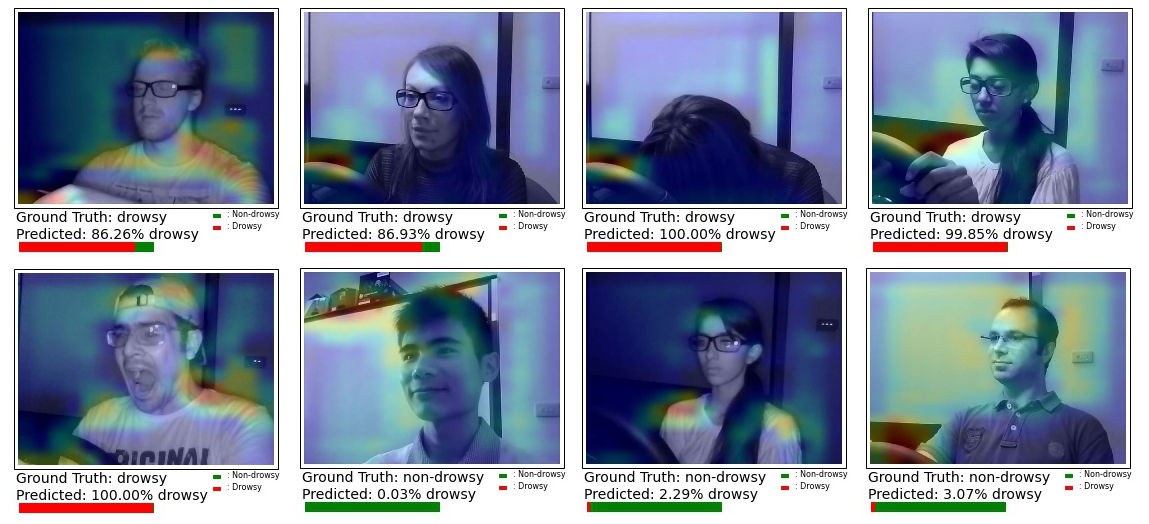 Ground Truth: drowsy
Predicted: 86.26% drowsy
: Non-drowsy
: Drowsy
Ground Truth: drowsy
Predicted: 86.93% drowsy
: Non-drowsy
: Drowsy
Ground Truth: drowsy
Predicted: 100.00% drowsy
: Non-drowsy
: Drowsy
Ground Truth: drowsy
Predicted: 99.85% drowsy
: Non-drowsy
: Drowsy
ORIGINAL
Ground Truth: drowsy
Predicted: 100.00% drowsy
: Non-drowsy
: Drowsy
Ground Truth: non-drowsy
Predicted: 0.03% drowsy
: Non-drowsy
: Drowsy
Ground Truth: non-drowsy
Predicted: 2.29% drowsy
: Non-drowsy
: Drowsy
Ground Truth: non-drowsy
Predicted: 3.07% drowsy
: Non-drowsy
: Drowsy